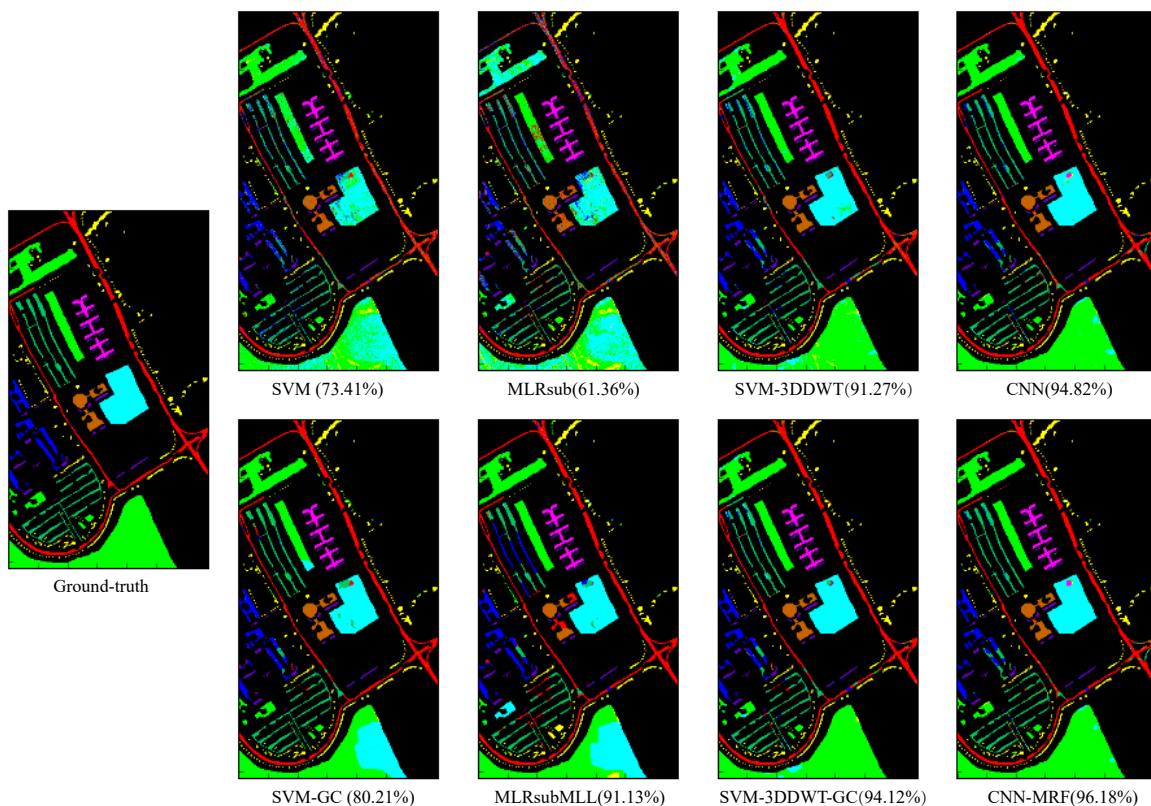 SVM (73.41%)
MLRsub(61.36%)
SVM-3DDWT(91.27%)
CNN(94.82%)
Ground-truth
SVM-GC (80.21%)
MLRsubMLL(91.13%)
SVM-3DDWT-GC(94.12%)
CNN-MRF(96.18%)